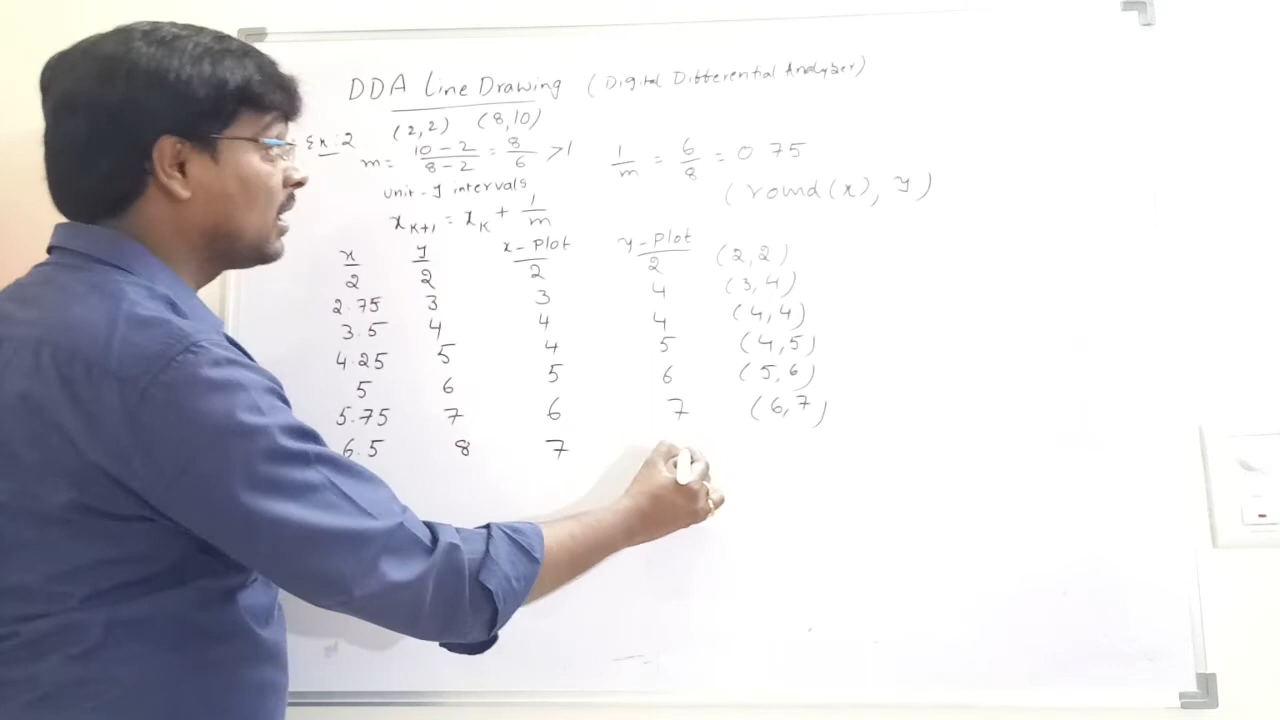 DDA Line Drawing (Digital Differential Analyzer)
Ex:2 (2,2) (8,10)
m = 10-2/8-2 = 8/6 >1 1/m = 6/8 = 0.75
unit-y intervals (round(x), y)
x_{K+1} = x_K + 1/m
x y x-plot y-plot
2 2 2 2 (2,2)
2.75 3 3 4 (3,4)
3.5 4 4 4 (4,4)
4.25 5 4 5 (4,5)
5 6 5 6 (5,6)
5.75 7 6 7 (6,7)
6.5 8 7